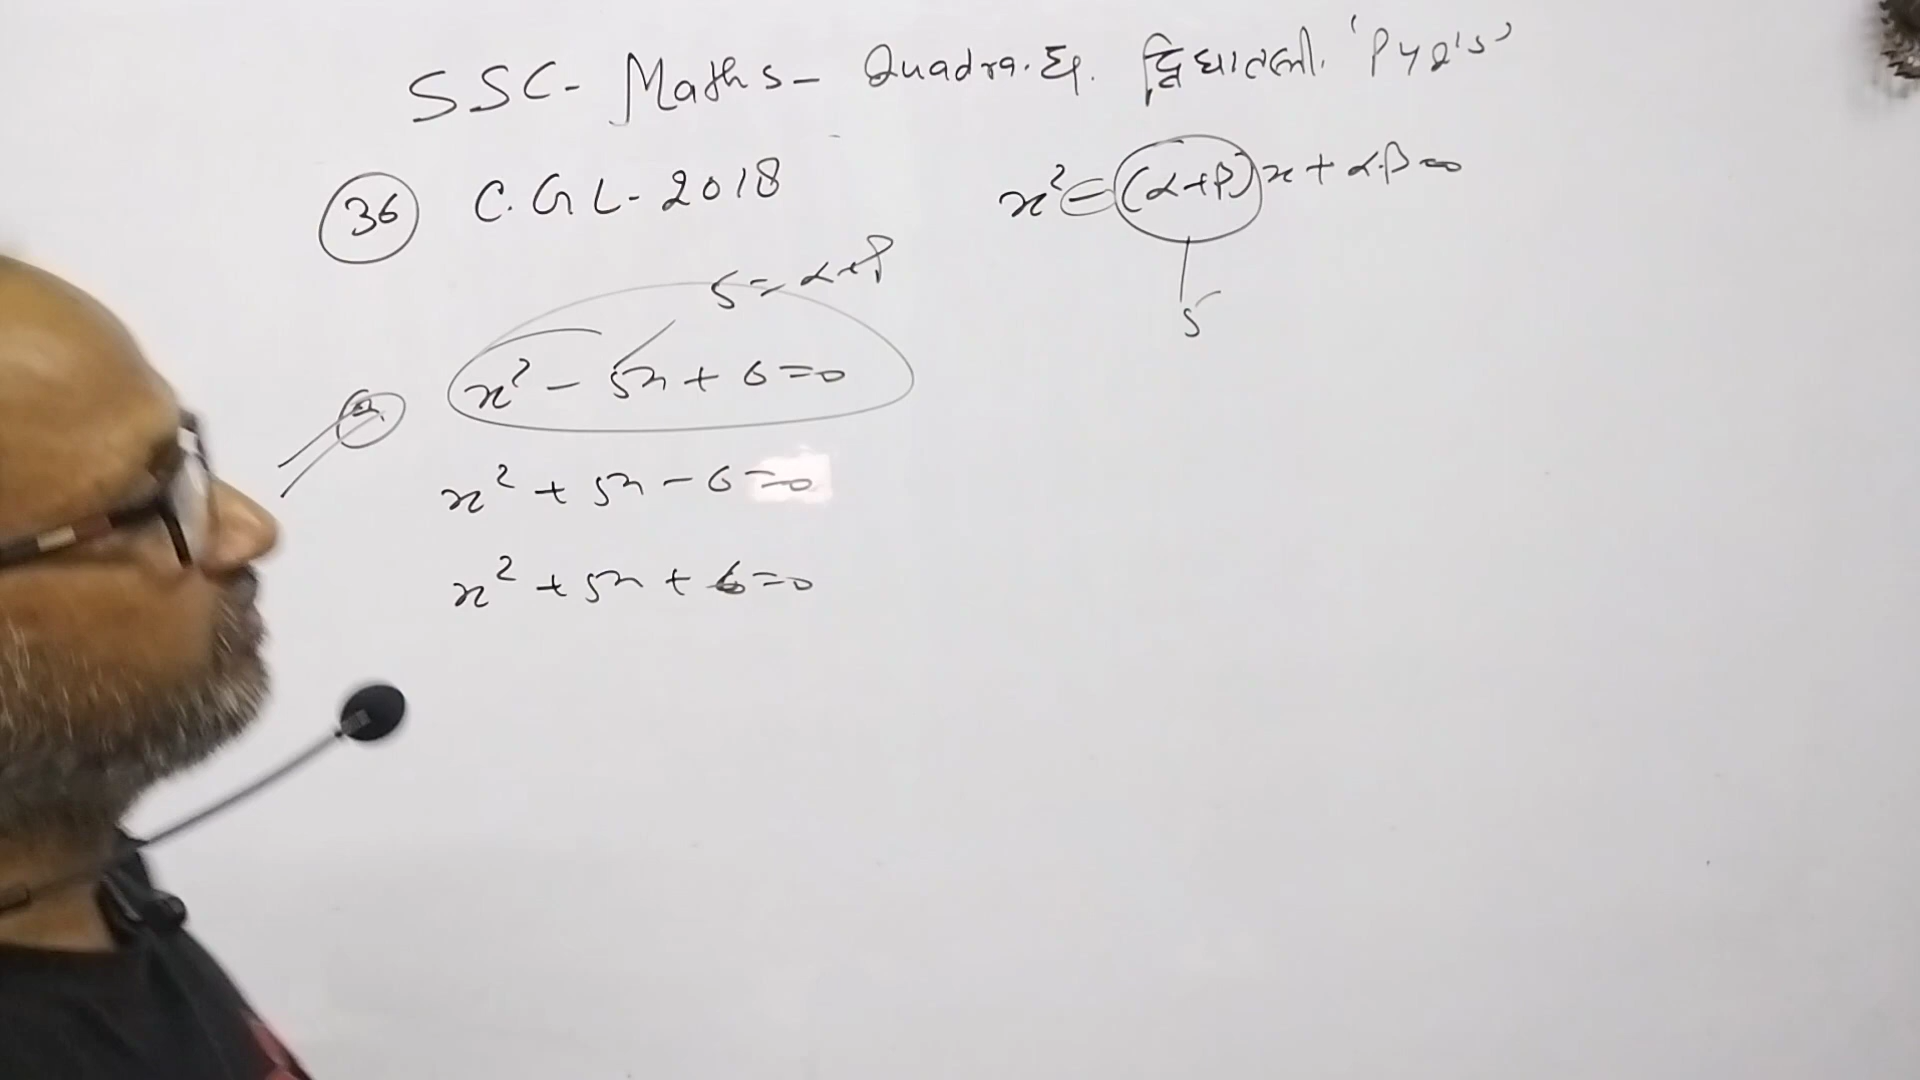 SSC- Maths- Quadra. Eq. द्विघातली. 'Pyq's'
36 C.G.L- 2018
x² - (α+β)x + α.β=0
5
5 = α+β
x² - 5x + 6=0
x² + 5x - 6=0
x² + 5x + 6=0